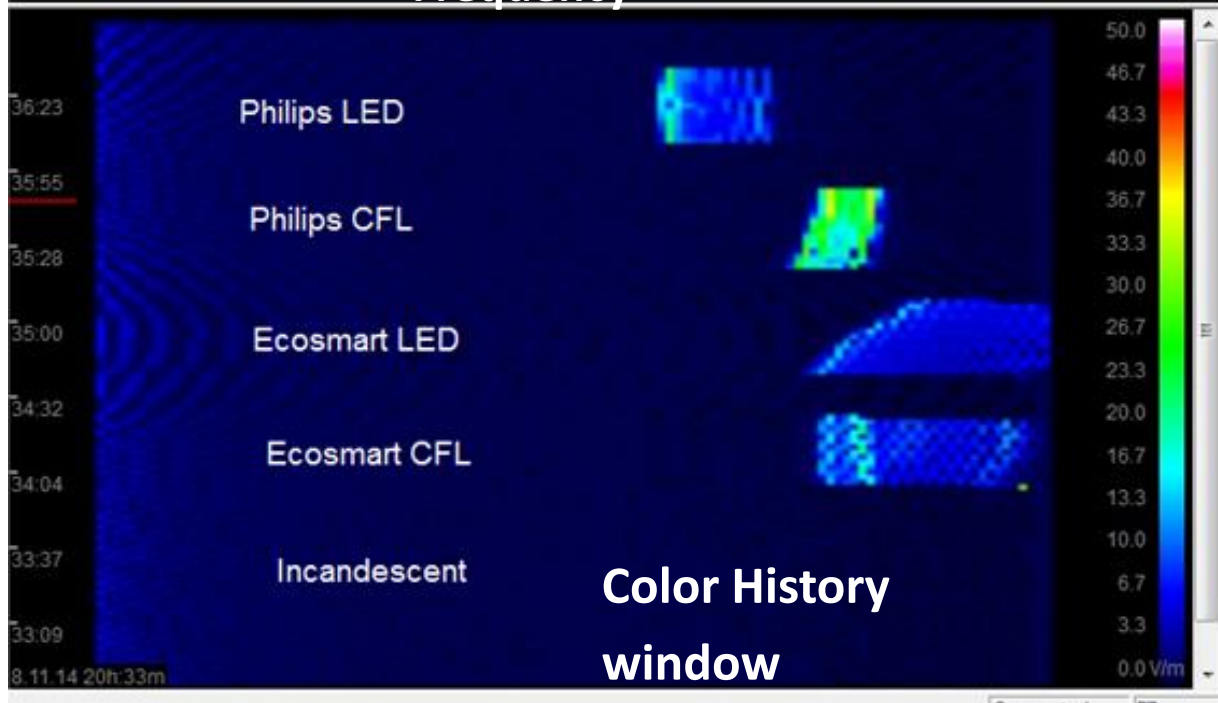 Frequency
50.0
46.7
36:23
Philips LED
43.3
40.0
35:55
36.7
Philips CFL
33.3
35:28
30.0
26.7
35:00
Ecosmart LED
23.3
34:32
20.0
Ecosmart CFL
16.7
34:04
13.3
10.0
33:37
Incandescent
Color History
6.7
33:09
3.3
window
8.11.14 20h:33m
0.0 V/m